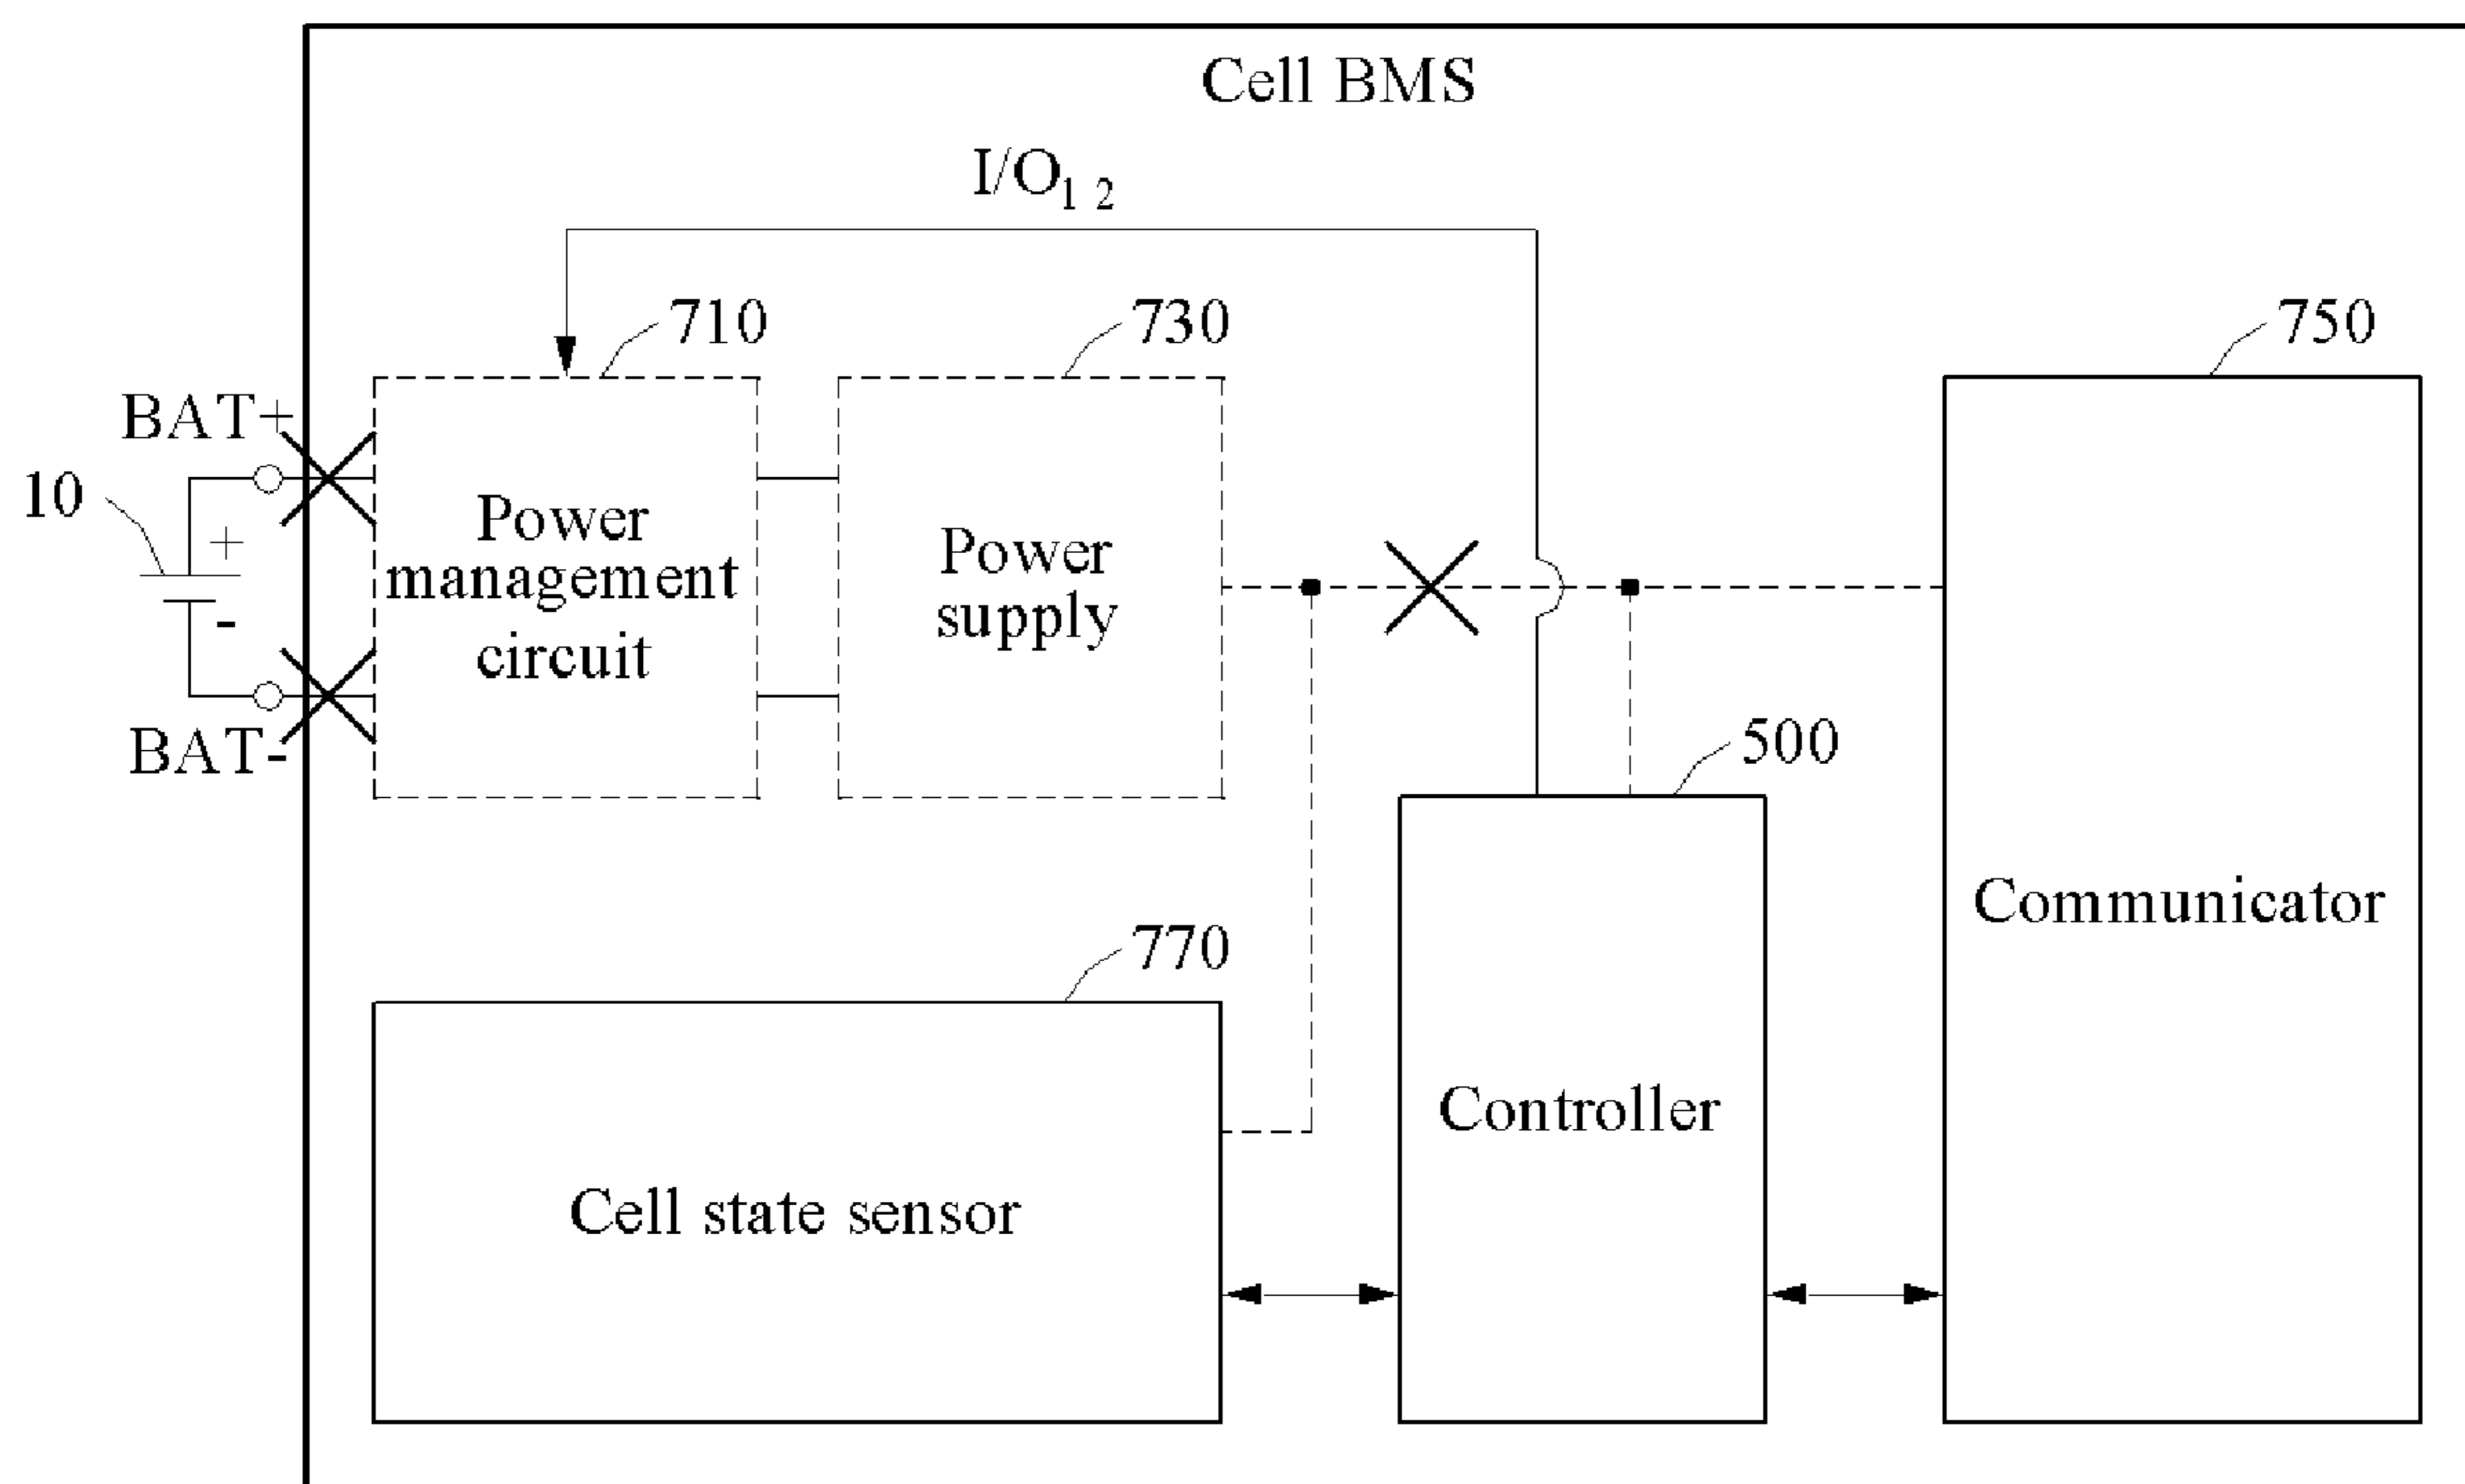 Cell BMS
I/O1 2
710
730
750
BAT+
10
+
-
BAT-
Power
management
circuit
Power
supply
500
770
Communicator
Controller
Cell state sensor